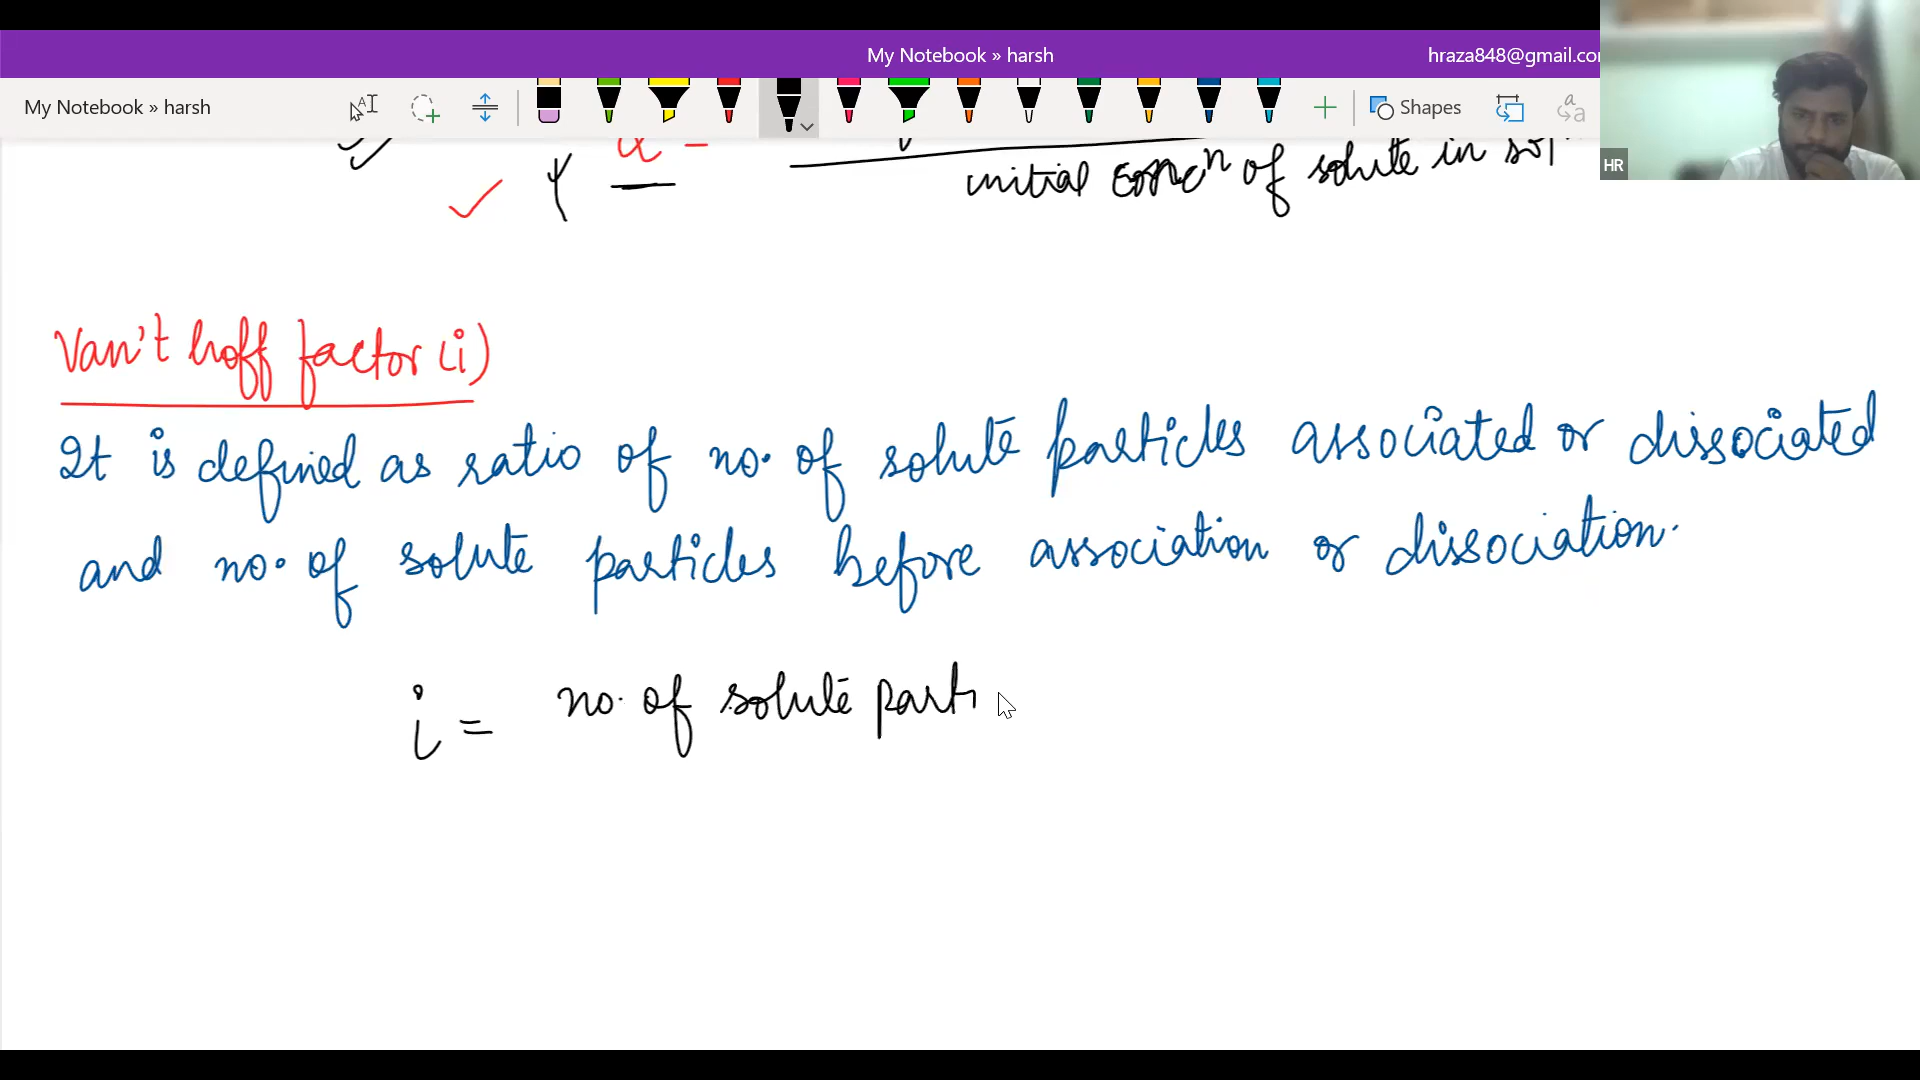 My Notebook » harsh
hraza848@gmail.co
My Notebook » harsh
Shapes
HR
α =
initial concⁿ of solute in solⁿ
Van't hoff factor (i)
It is defined as ratio of no. of solute particles associated or dissociated
and no. of solute particles before association or dissociation.
i = no. of solute parti